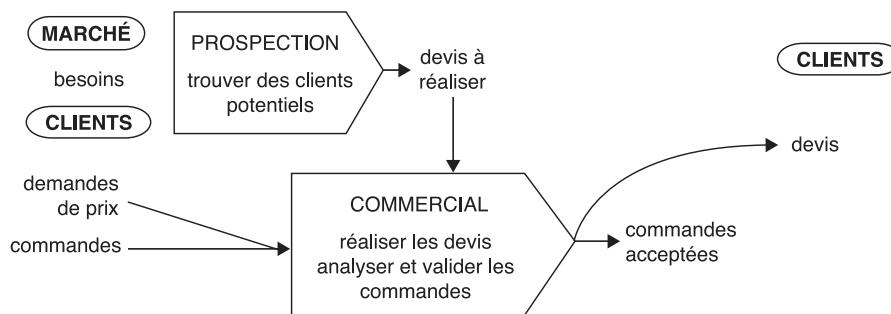 MARCHÉ
besoins
CLIENTS
PROSPECTION
trouver des clients
potentiels
devis à
réaliser
CLIENTS
devis
demandes
de prix
commandes
COMMERCIAL
réaliser les devis
analyser et valider les
commandes
commandes
acceptées